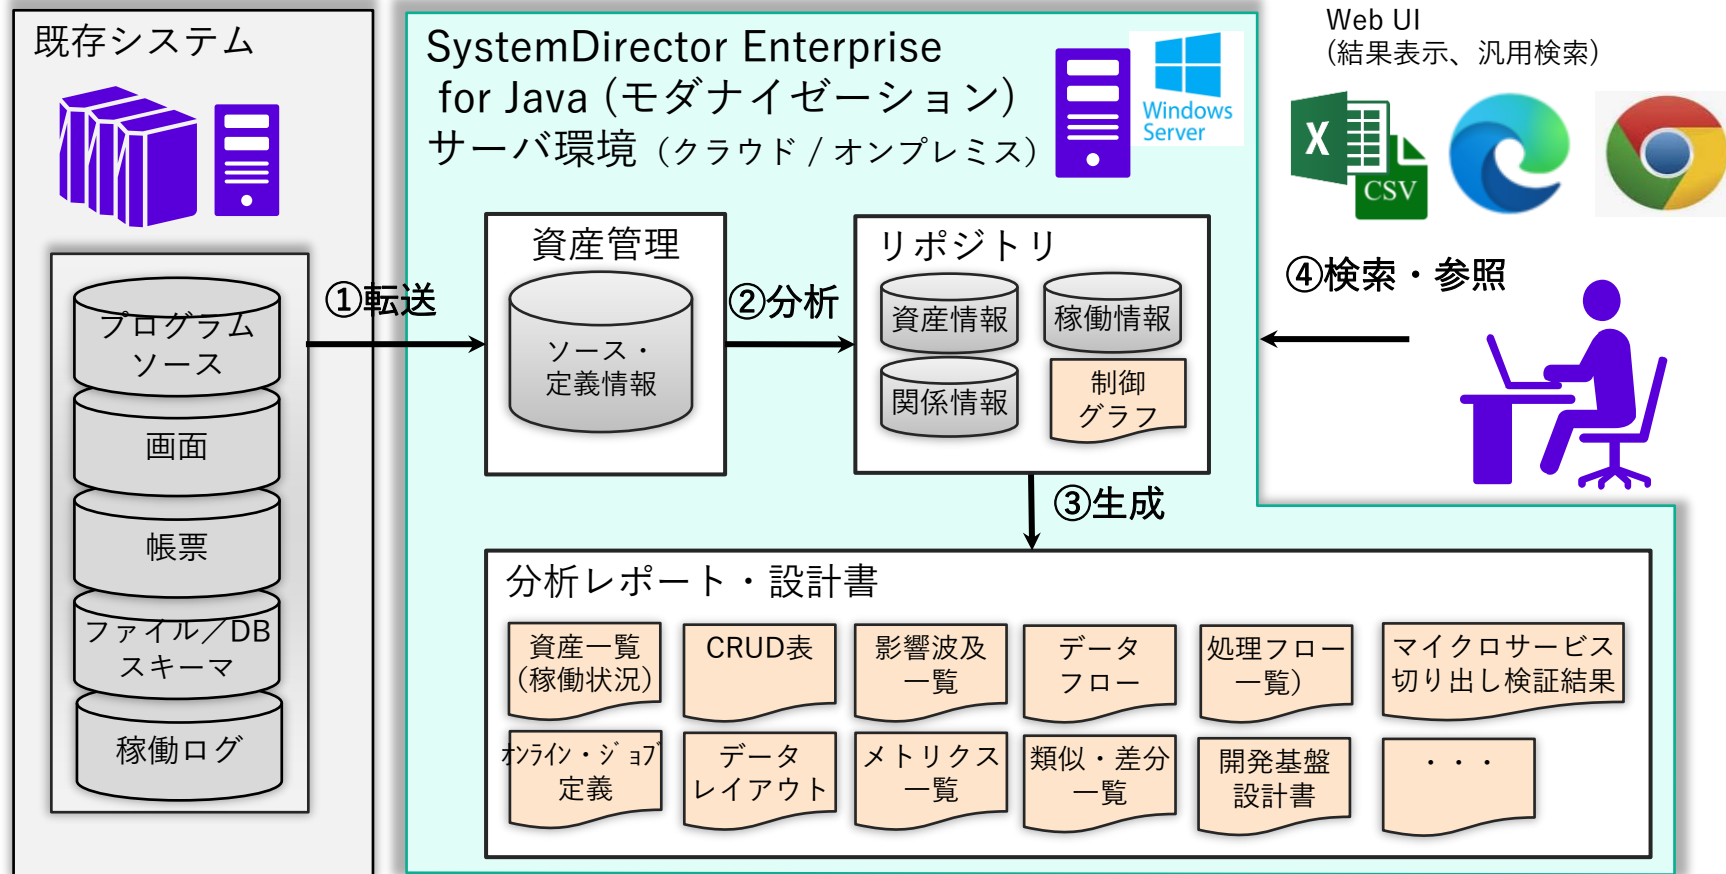 既存システム
プログラム
ソース
画面
帳票
ファイル／DB
スキーマ
稼働ログ
①転送
SystemDirector Enterprise
for Java (モダナイゼーション)
サーバ環境（クラウド / オンプレミス）
Windows
Server
資産管理
ソース・
定義情報
②分析
リポジトリ
資産情報
稼働情報
関係情報
制御
グラフ
③生成
分析レポート・設計書
資産一覧
(稼働状況)
CRUD表
影響波及
一覧
データ
フロー
処理フロー
一覧）
マイクロサービス
切り出し検証結果
ｵﾝﾗｲﾝ・ｼﾞｮﾌﾞ
定義
データ
レイアウト
メトリクス
一覧
類似・差分
一覧
開発基盤
設計書
・・・
Web UI
(結果表示、汎用検索)
X
CSV
④検索・参照